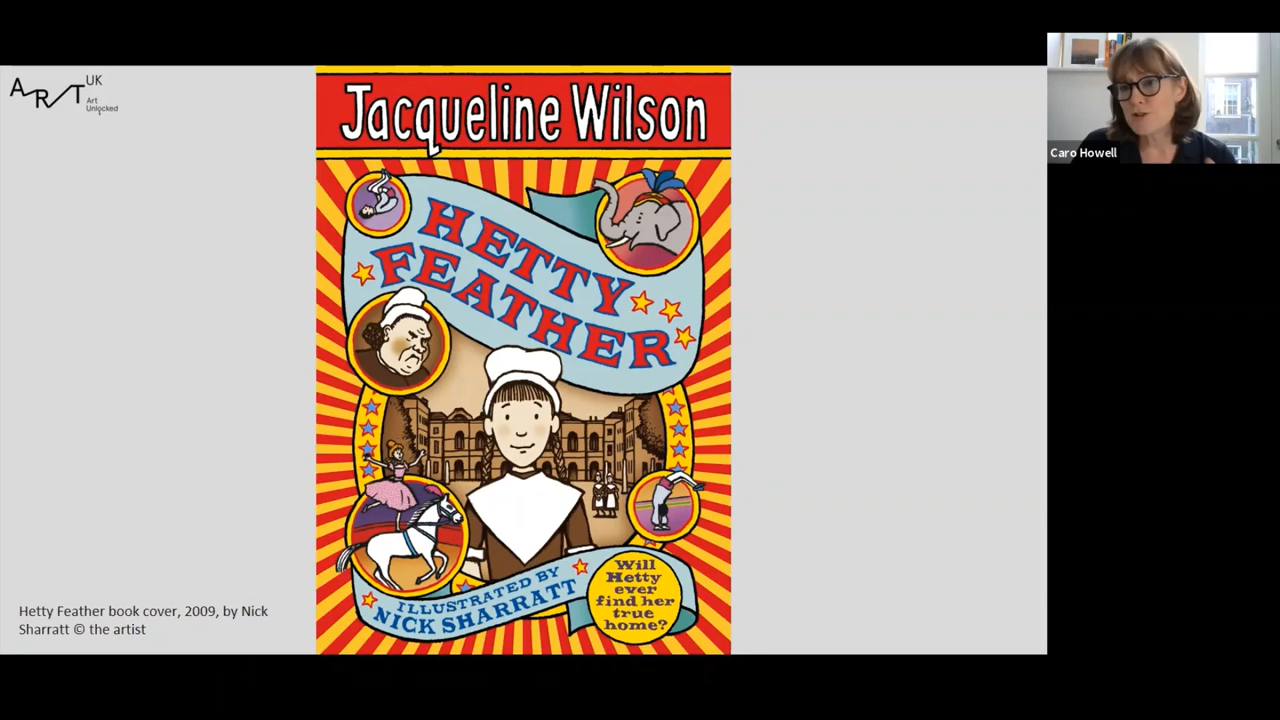 ART UK
Art
Unlocked
Jacqueline Wilson
HETTY
FEATHER
ILLUSTRATED BY
NICK SHARRATT
Will
Hetty
ever
find her
true
home?
Hetty Feather book cover, 2009, by Nick
Sharratt © the artist
Caro Howell